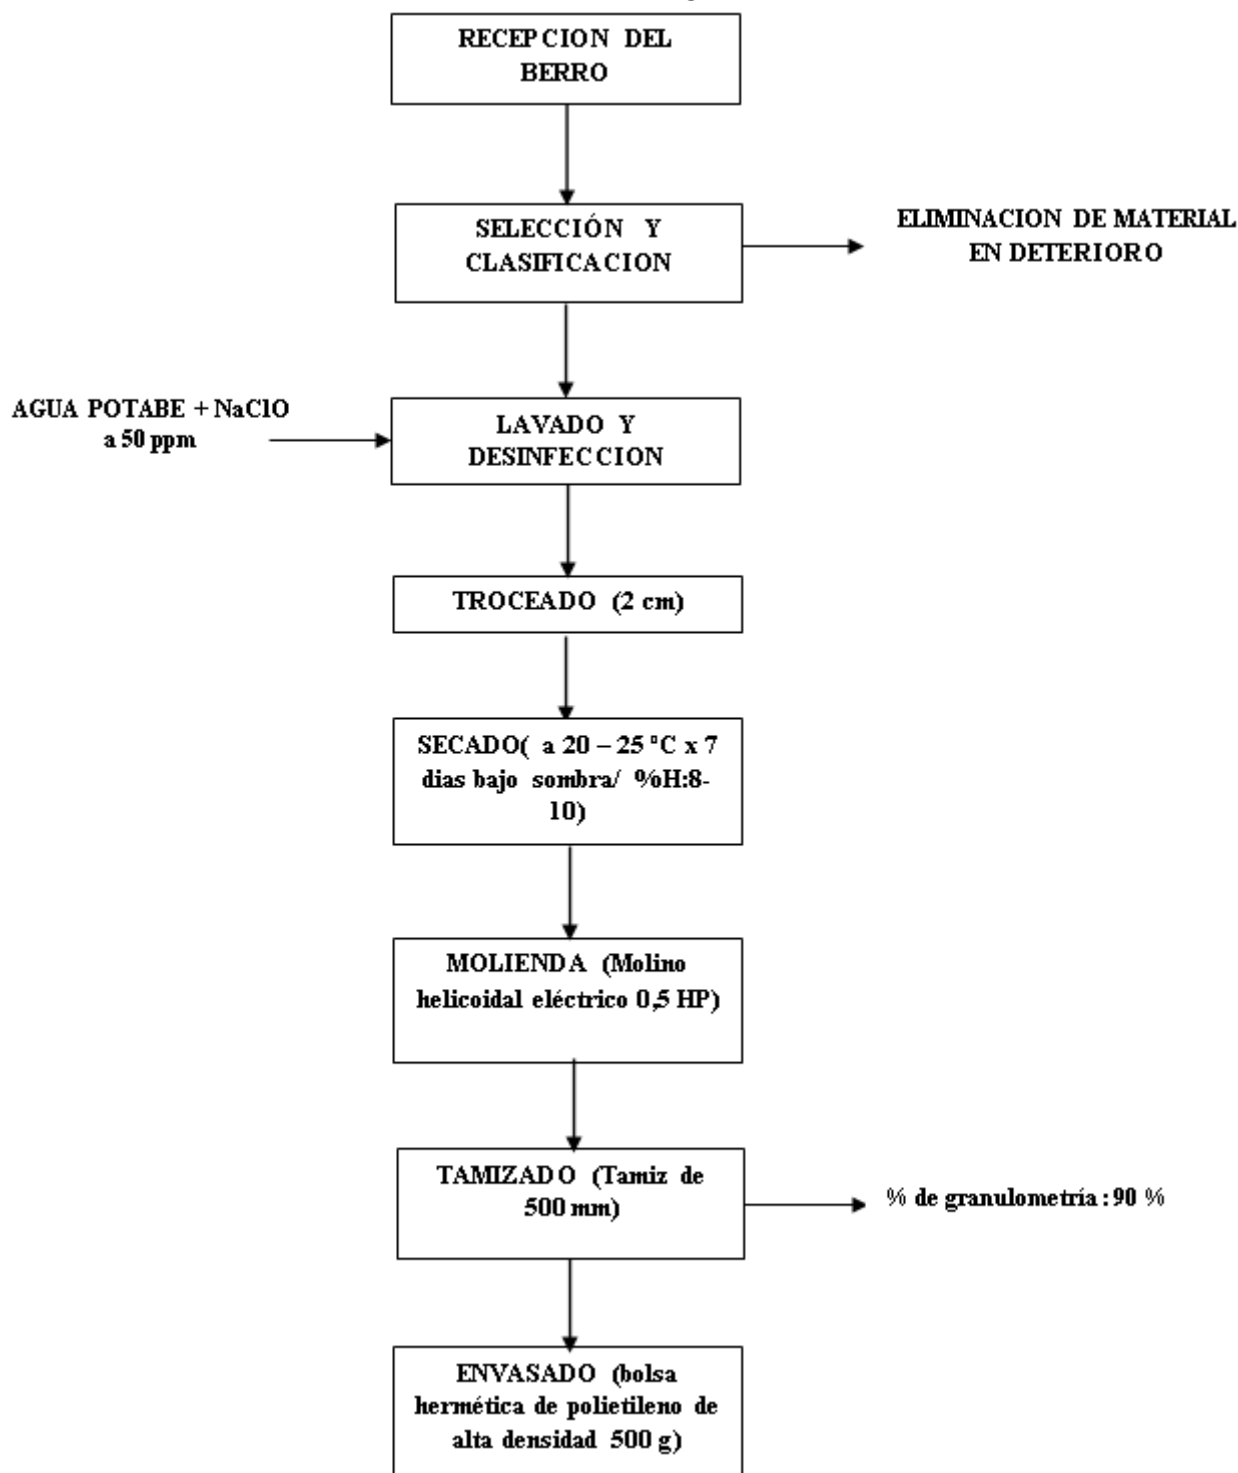 RECEPCION DEL
BERRO
SELECCIÓN Y
CLASIFICACION
ELIMINACION DE MATERIAL
EN DETERIORO
AGUA POTABE + NaClO
a 50 ppm
LAVADO Y
DESINFECCION
TROCEADO (2 cm)
SECADO( a 20 – 25 ºC x 7
dias bajo sombra/ %H:8-
10)
MOLIENDA (Molino
helicoidal eléctrico 0,5 HP)
TAMIZADO (Tamiz de
500 mm)
% de granulometría : 90 %
ENVASADO (bolsa
hermética de polietileno de
alta densidad 500 g)